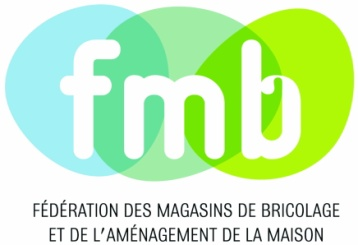 fmb
FÉDÉRATION DES MAGASINS DE BRICOLAGE
ET DE L'AMÉNAGEMENT DE LA MAISON